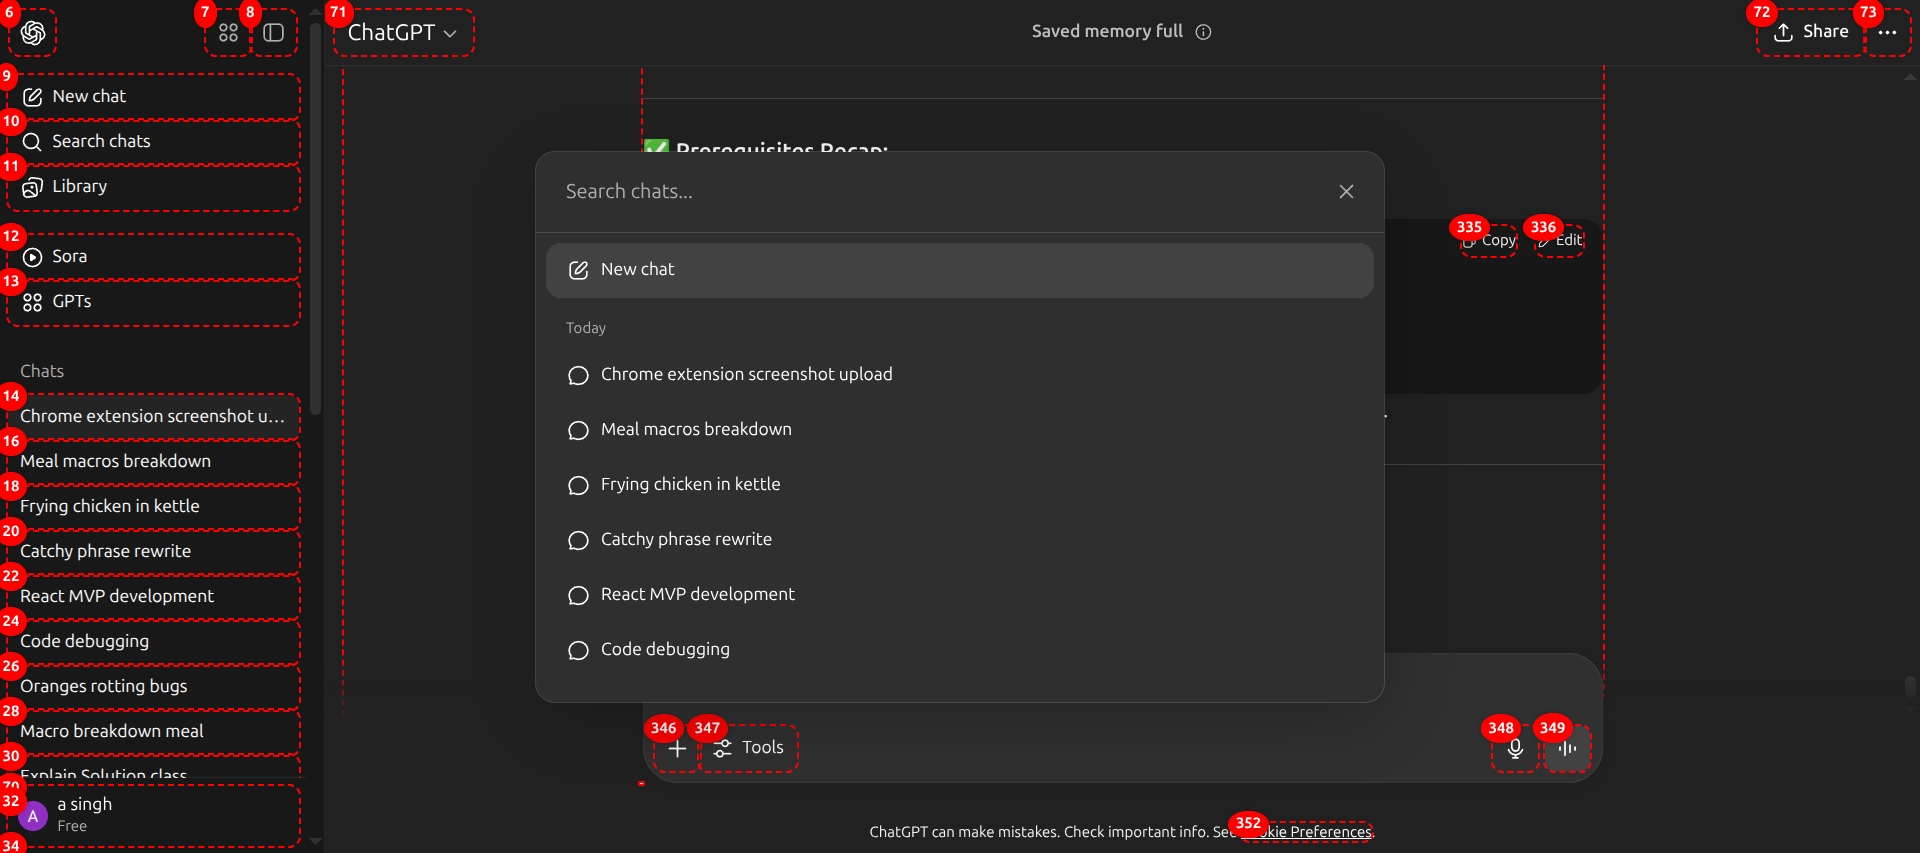 6
7
8
71
ChatGPT
Saved memory full
72
Share
73
9
New chat
10
Search chats
11
Library
12
Sora
13
GPTs
Chats
14
Chrome extension screenshot u...
16
Meal macros breakdown
18
Frying chicken in kettle
20
Catchy phrase rewrite
22
React MVP development
24
Code debugging
26
Oranges rotting bugs
28
Macro breakdown meal
30
Explain Solution class
70
32
A
a singh
Free
34
✅ Prerequisites Recap:
Search chats...
New chat
Today
Chrome extension screenshot upload
Meal macros breakdown
Frying chicken in kettle
Catchy phrase rewrite
React MVP development
Code debugging
335
Copy
336
Edit
346
347
Tools
348
349
ChatGPT can make mistakes. Check important info. See
352
Preferences.